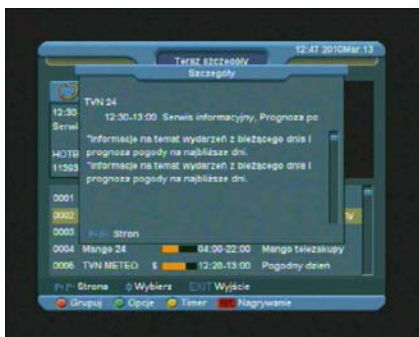 12:47 2010Mar.13
Teraz szczegóły
Szczegóły
TVN 24
12:30-13:00 Serwis informacyjny, Prognoza po
"Informacje na temat wydarzeń z bieżącego dnia i
prognoza pogody na najbliższe dni.
"Informacje na temat wydarzeń z bieżącego dnia i
prognoza pogody na najbliższe dni.
Stron
12:30
Serwi
HOTB
11393
0001
0002
0003
0004 Mango 24 04:00-22:00 Mango telezakupy
0005 TVN METEO $ 12:20-13:00 Pogodny dzień
Strona Wybierz EXIT Wyjście
Grupuj Opcje Timer Nagrywanie